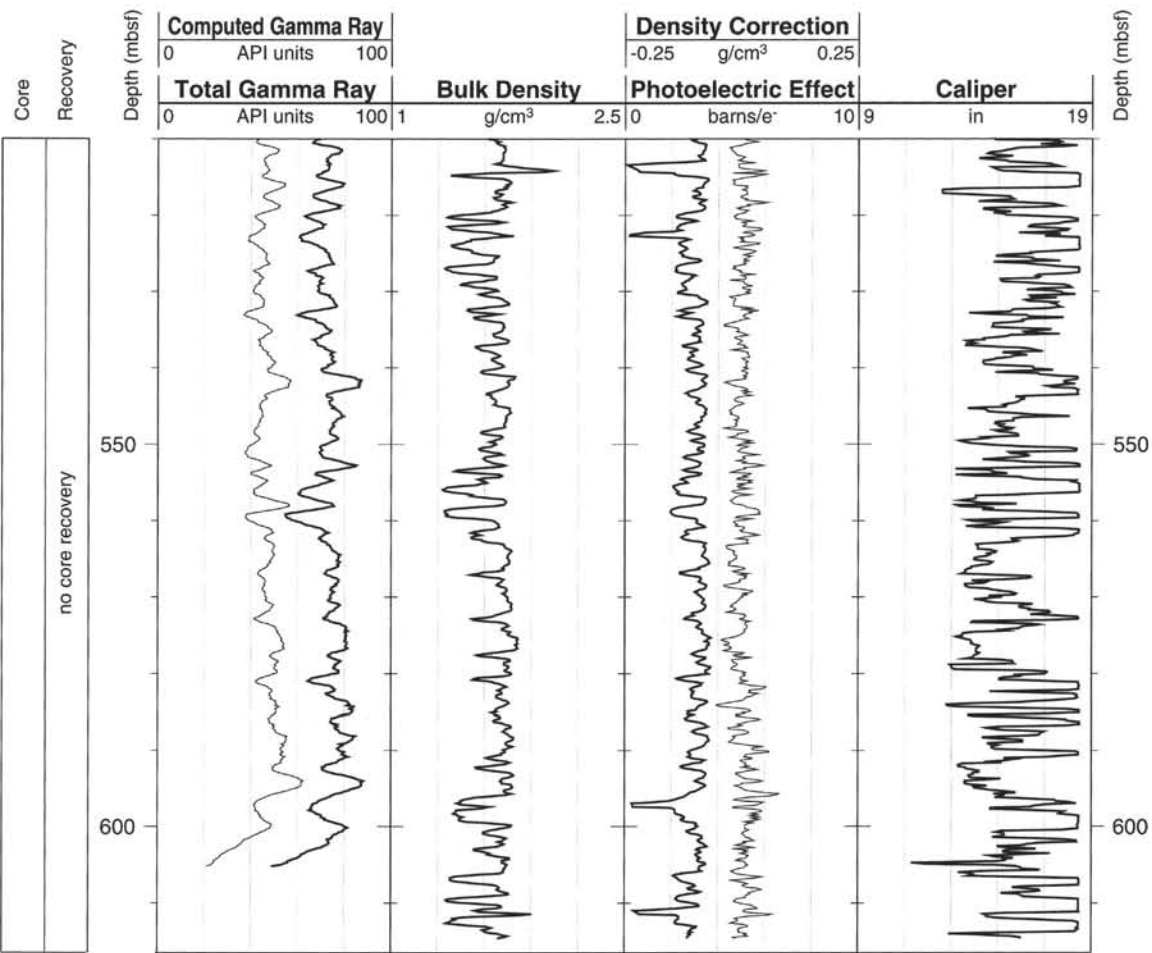 Core
Recovery
Depth (mbsf)
Computed Gamma Ray
0 API units 100
Total Gamma Ray
0 API units 100
Bulk Density
1 g/cm³ 2.5
Density Correction
-0.25 g/cm³ 0.25
Photoelectric Effect
0 barns/e⁻ 10
Caliper
9 in 19
Depth (mbsf)
no core recovery
550
600
550
600